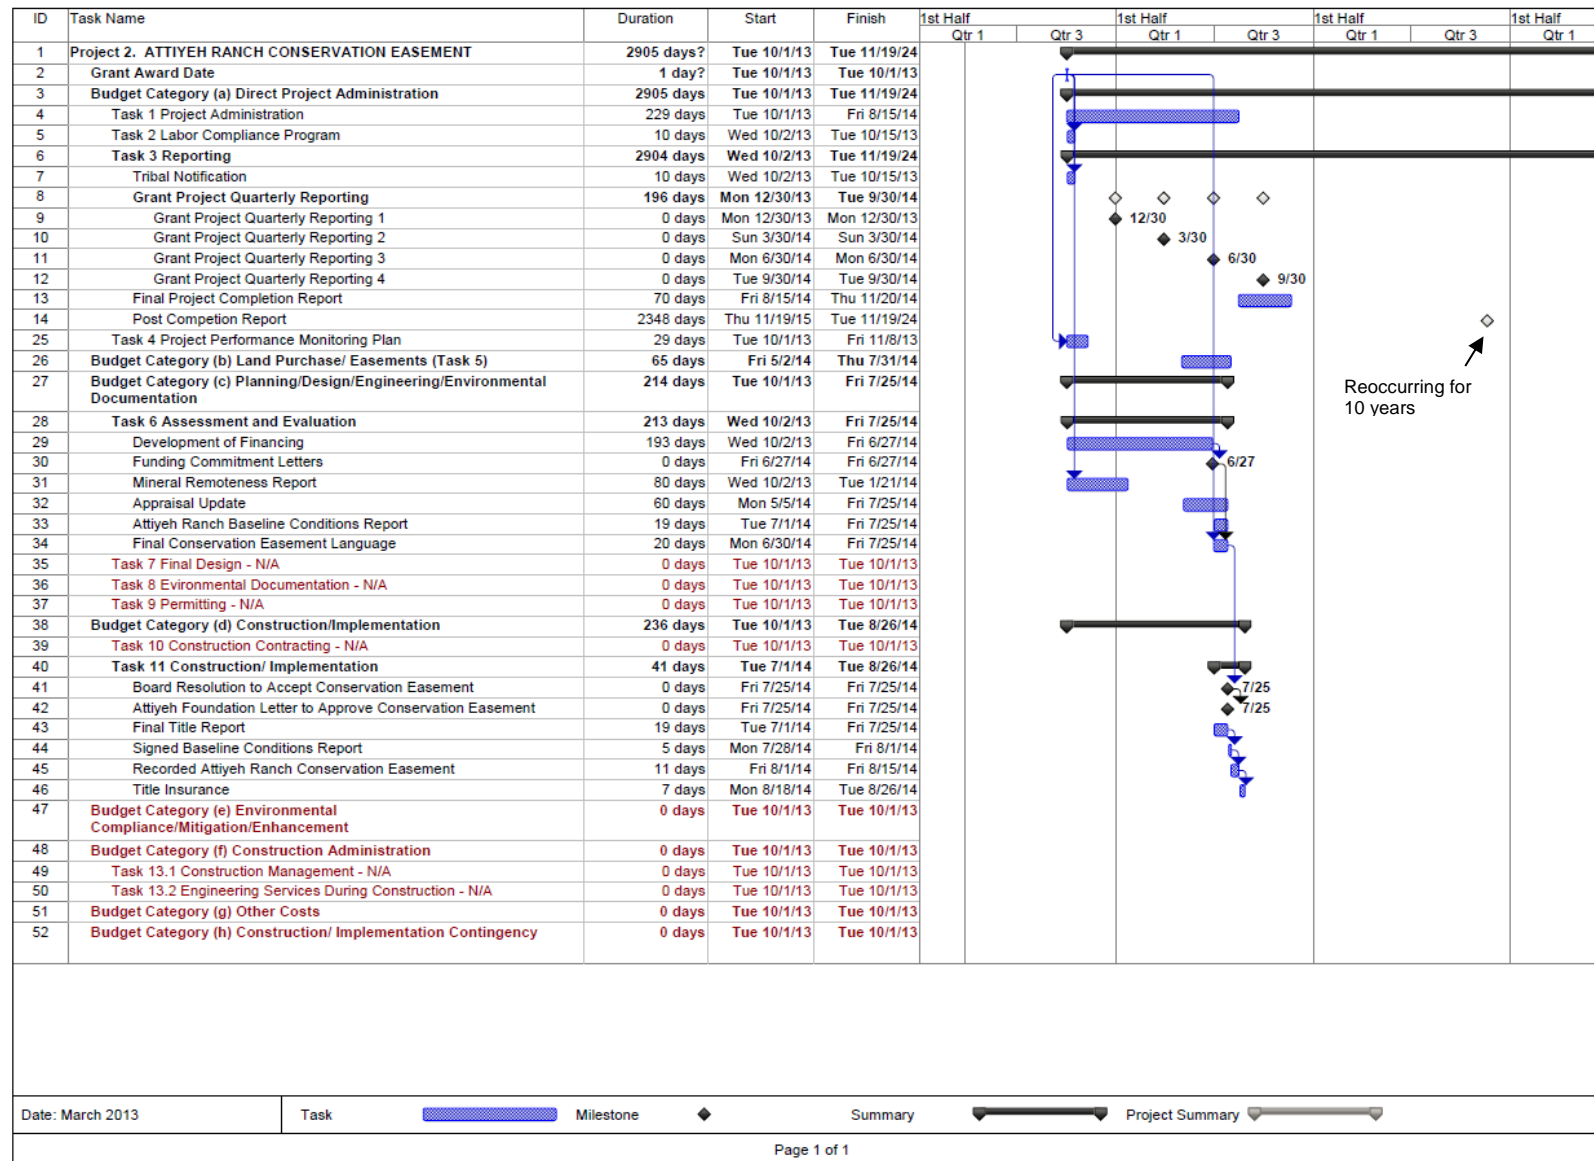 ID Task Name Duration Start Finish 1st Half 1st Half 1st Half 1st Half
Qtr 1 Qtr 3 Qtr 1 Qtr 3 Qtr 1 Qtr 3 Qtr 1
1 Project 2. ATTIYEH RANCH CONSERVATION EASEMENT 2905 days? Tue 10/1/13 Tue 11/19/24
2 Grant Award Date 1 day? Tue 10/1/13 Tue 10/1/13
3 Budget Category (a) Direct Project Administration 2905 days Tue 10/1/13 Tue 11/19/24
4 Task 1 Project Administration 229 days Tue 10/1/13 Fri 8/15/14
5 Task 2 Labor Compliance Program 10 days Wed 10/2/13 Tue 10/15/13
6 Task 3 Reporting 2904 days Wed 10/2/13 Tue 11/19/24
7 Tribal Notification 10 days Wed 10/2/13 Tue 10/15/13
8 Grant Project Quarterly Reporting 196 days Mon 12/30/13 Tue 9/30/14
9 Grant Project Quarterly Reporting 1 0 days Mon 12/30/13 Mon 12/30/13 12/30
10 Grant Project Quarterly Reporting 2 0 days Sun 3/30/14 Sun 3/30/14 3/30
11 Grant Project Quarterly Reporting 3 0 days Mon 6/30/14 Mon 6/30/14 6/30
12 Grant Project Quarterly Reporting 4 0 days Tue 9/30/14 Tue 9/30/14 9/30
13 Final Project Completion Report 70 days Fri 8/15/14 Thu 11/20/14
14 Post Competion Report 2348 days Thu 11/19/15 Tue 11/19/24
25 Task 4 Project Performance Monitoring Plan 29 days Tue 10/1/13 Fri 11/8/13
26 Budget Category (b) Land Purchase/ Easements (Task 5) 65 days Fri 5/2/14 Thu 7/31/14
27 Budget Category (c) Planning/Design/Engineering/Environmental 214 days Tue 10/1/13 Fri 7/25/14
Documentation
Reoccurring for
10 years
28 Task 6 Assessment and Evaluation 213 days Wed 10/2/13 Fri 7/25/14
29 Development of Financing 193 days Wed 10/2/13 Fri 6/27/14
30 Funding Commitment Letters 0 days Fri 6/27/14 Fri 6/27/14 6/27
31 Mineral Remoteness Report 80 days Wed 10/2/13 Tue 1/21/14
32 Appraisal Update 60 days Mon 5/5/14 Fri 7/25/14
33 Attiyeh Ranch Baseline Conditions Report 19 days Tue 7/1/14 Fri 7/25/14
34 Final Conservation Easement Language 20 days Mon 6/30/14 Fri 7/25/14
35 Task 7 Final Design - N/A 0 days Tue 10/1/13 Tue 10/1/13
36 Task 8 Evironmental Documentation - N/A 0 days Tue 10/1/13 Tue 10/1/13
37 Task 9 Permitting - N/A 0 days Tue 10/1/13 Tue 10/1/13
38 Budget Category (d) Construction/Implementation 236 days Tue 10/1/13 Tue 8/26/14
39 Task 10 Construction Contracting - N/A 0 days Tue 10/1/13 Tue 10/1/13
40 Task 11 Construction/ Implementation 41 days Tue 7/1/14 Tue 8/26/14
41 Board Resolution to Accept Conservation Easement 0 days Fri 7/25/14 Fri 7/25/14 7/25
42 Attiyeh Foundation Letter to Approve Conservation Easement 0 days Fri 7/25/14 Fri 7/25/14 7/25
43 Final Title Report 19 days Tue 7/1/14 Fri 7/25/14
44 Signed Baseline Conditions Report 5 days Mon 7/28/14 Fri 8/1/14
45 Recorded Attiyeh Ranch Conservation Easement 11 days Fri 8/1/14 Fri 8/15/14
46 Title Insurance 7 days Mon 8/18/14 Tue 8/26/14
47 Budget Category (e) Environmental 0 days Tue 10/1/13 Tue 10/1/13
Compliance/Mitigation/Enhancement
48 Budget Category (f) Construction Administration 0 days Tue 10/1/13 Tue 10/1/13
49 Task 13.1 Construction Management - N/A 0 days Tue 10/1/13 Tue 10/1/13
50 Task 13.2 Engineering Services During Construction - N/A 0 days Tue 10/1/13 Tue 10/1/13
51 Budget Category (g) Other Costs 0 days Tue 10/1/13 Tue 10/1/13
52 Budget Category (h) Construction/ Implementation Contingency 0 days Tue 10/1/13 Tue 10/1/13
Date: March 2013 Task Milestone Summary Project Summary
Page 1 of 1